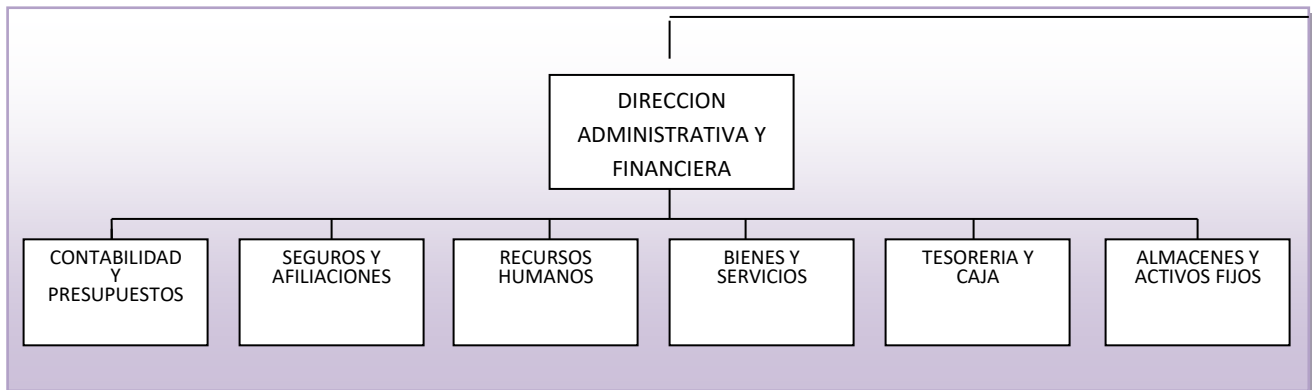 DIRECCION
ADMINISTRATIVA Y
FINANCIERA
CONTABILIDAD
Y
PRESUPUESTOS
SEGUROS Y
AFILIACIONES
RECURSOS
HUMANOS
BIENES Y
SERVICIOS
TESORERIA Y
CAJA
ALMACENES Y
ACTIVOS FIJOS